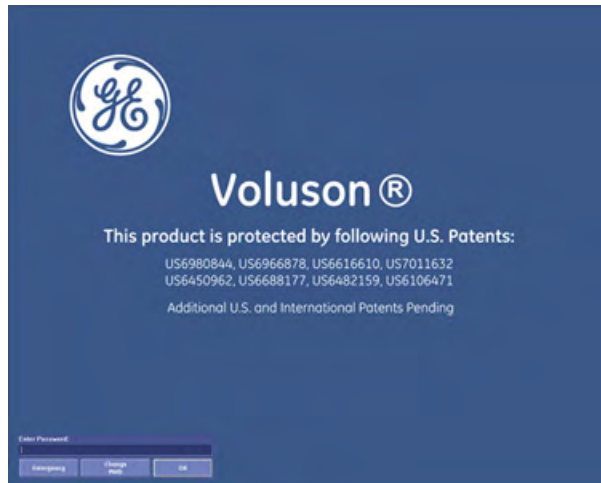 GE
Voluson ®
This product is protected by following U.S. Patents:
US6980844, US6966878, US6616610, US7011632
US6450962, US6688177, US6482159, US6106471
Additional U.S. and International Patents Pending
Enter Password:
Emergency
Change
PWD
OK